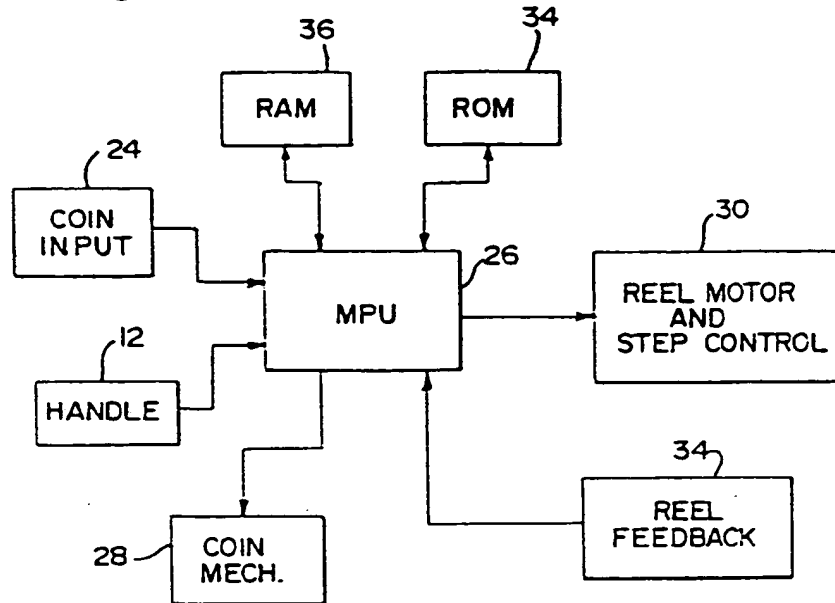 36
34
RAM
ROM
24
COIN
INPUT
30
26
MPU
REEL MOTOR
AND
STEP CONTROL
12
HANDLE
34
REEL
FEEDBACK
28
COIN
MECH.